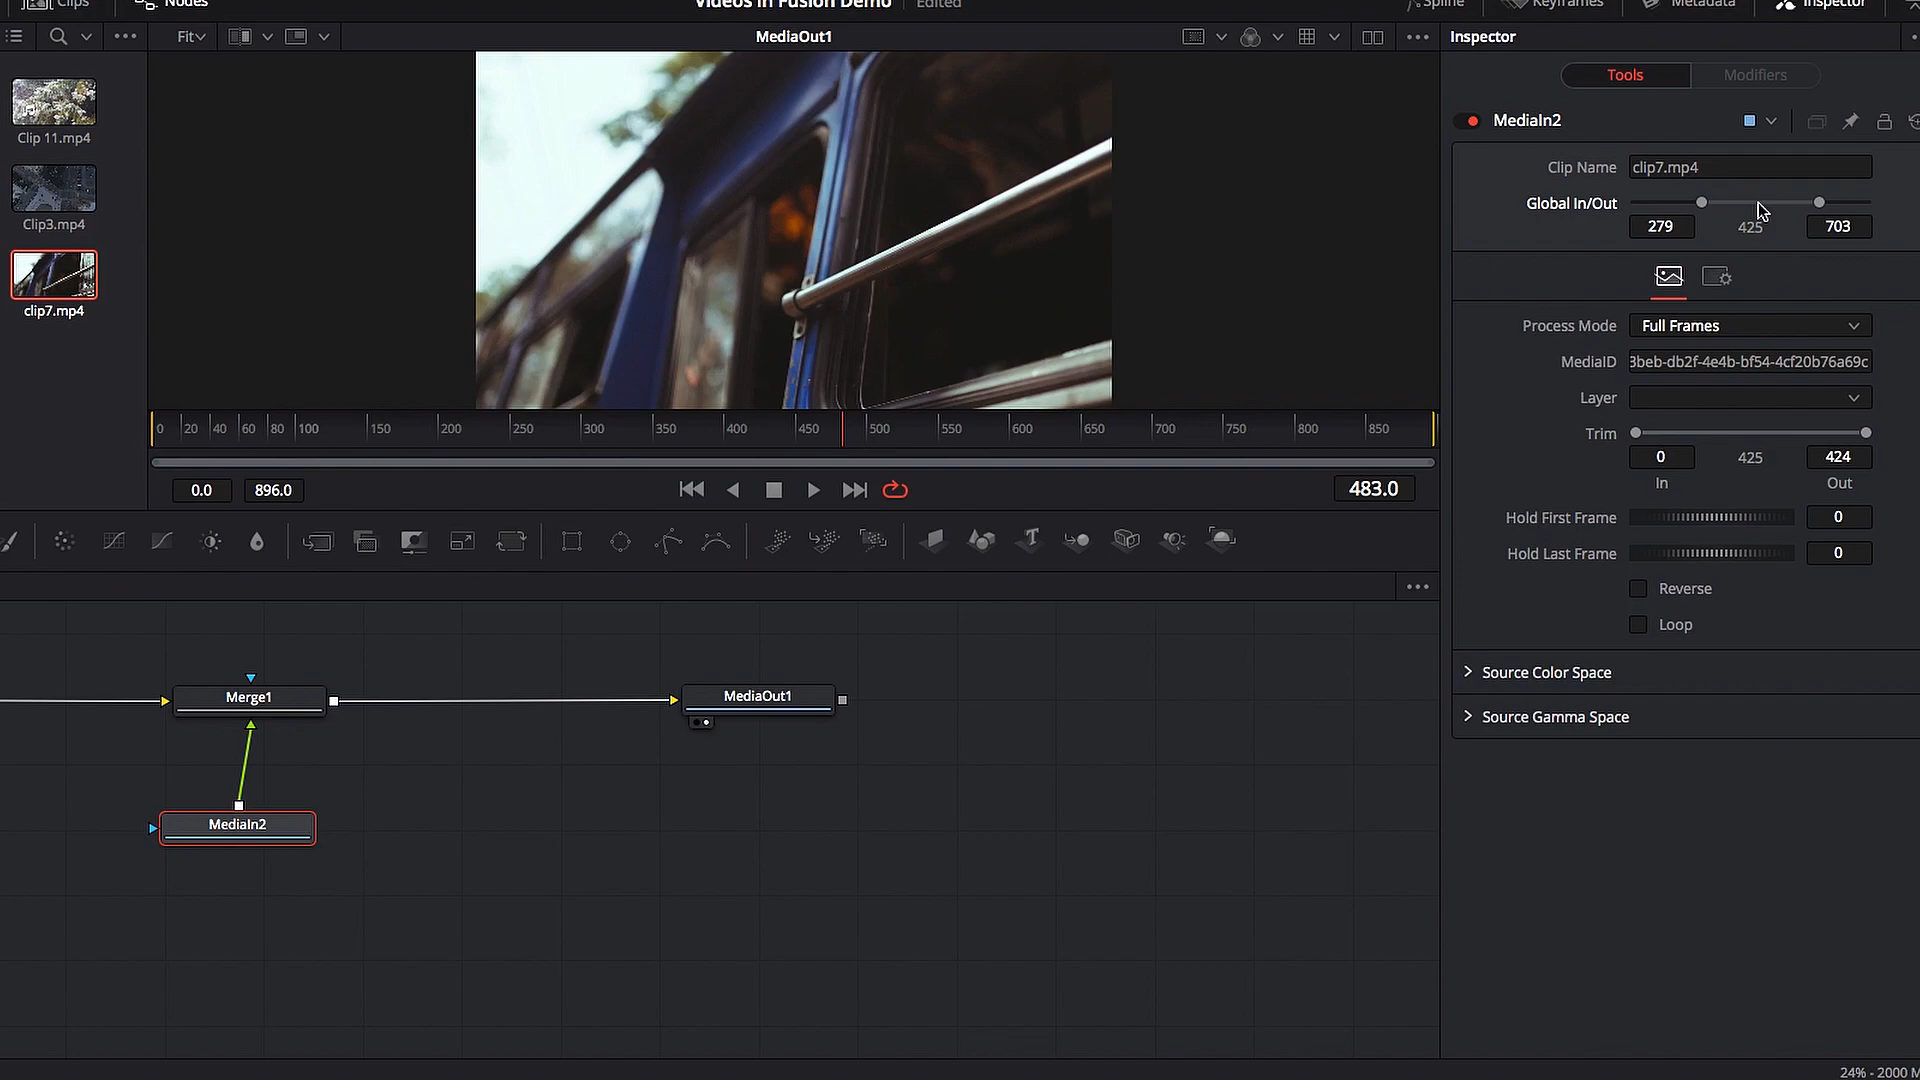 Clips
Nodes
Videos in Fusion Demo
Edited
Spline
Keyframes
Metadata
Inspector
Fit
MediaOut1
Inspector
Tools
Modifiers
Clip 11.mp4
Clip3.mp4
clip7.mp4
MediaIn2
Clip Name
clip7.mp4
Global In/Out
279
425
703
Process Mode
Full Frames
MediaID
3beb-db2f-4e4b-bf54-4cf20b76a69c
Layer
Trim
0
425
424
In
Out
Hold First Frame
0
Hold Last Frame
0
Reverse
Loop
Source Color Space
Source Gamma Space
0 20 40 60 80 100 150 200 250 300 350 400 450 500 550 600 650 700 750 800 850
0.0
896.0
483.0
T
Merge1
MediaOut1
MediaIn2
24% - 2000 M